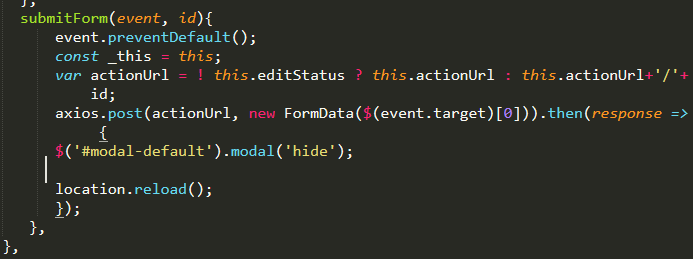 },
submitForm(event, id){
event.preventDefault();
const _this = this;
var actionUrl = ! this.editStatus ? this.actionUrl : this.actionUrl+'/'+
id;
axios.post(actionUrl, new FormData($(event.target)[0])).then(response =>
{
$('#modal-default').modal('hide');
location.reload();
});
},
},